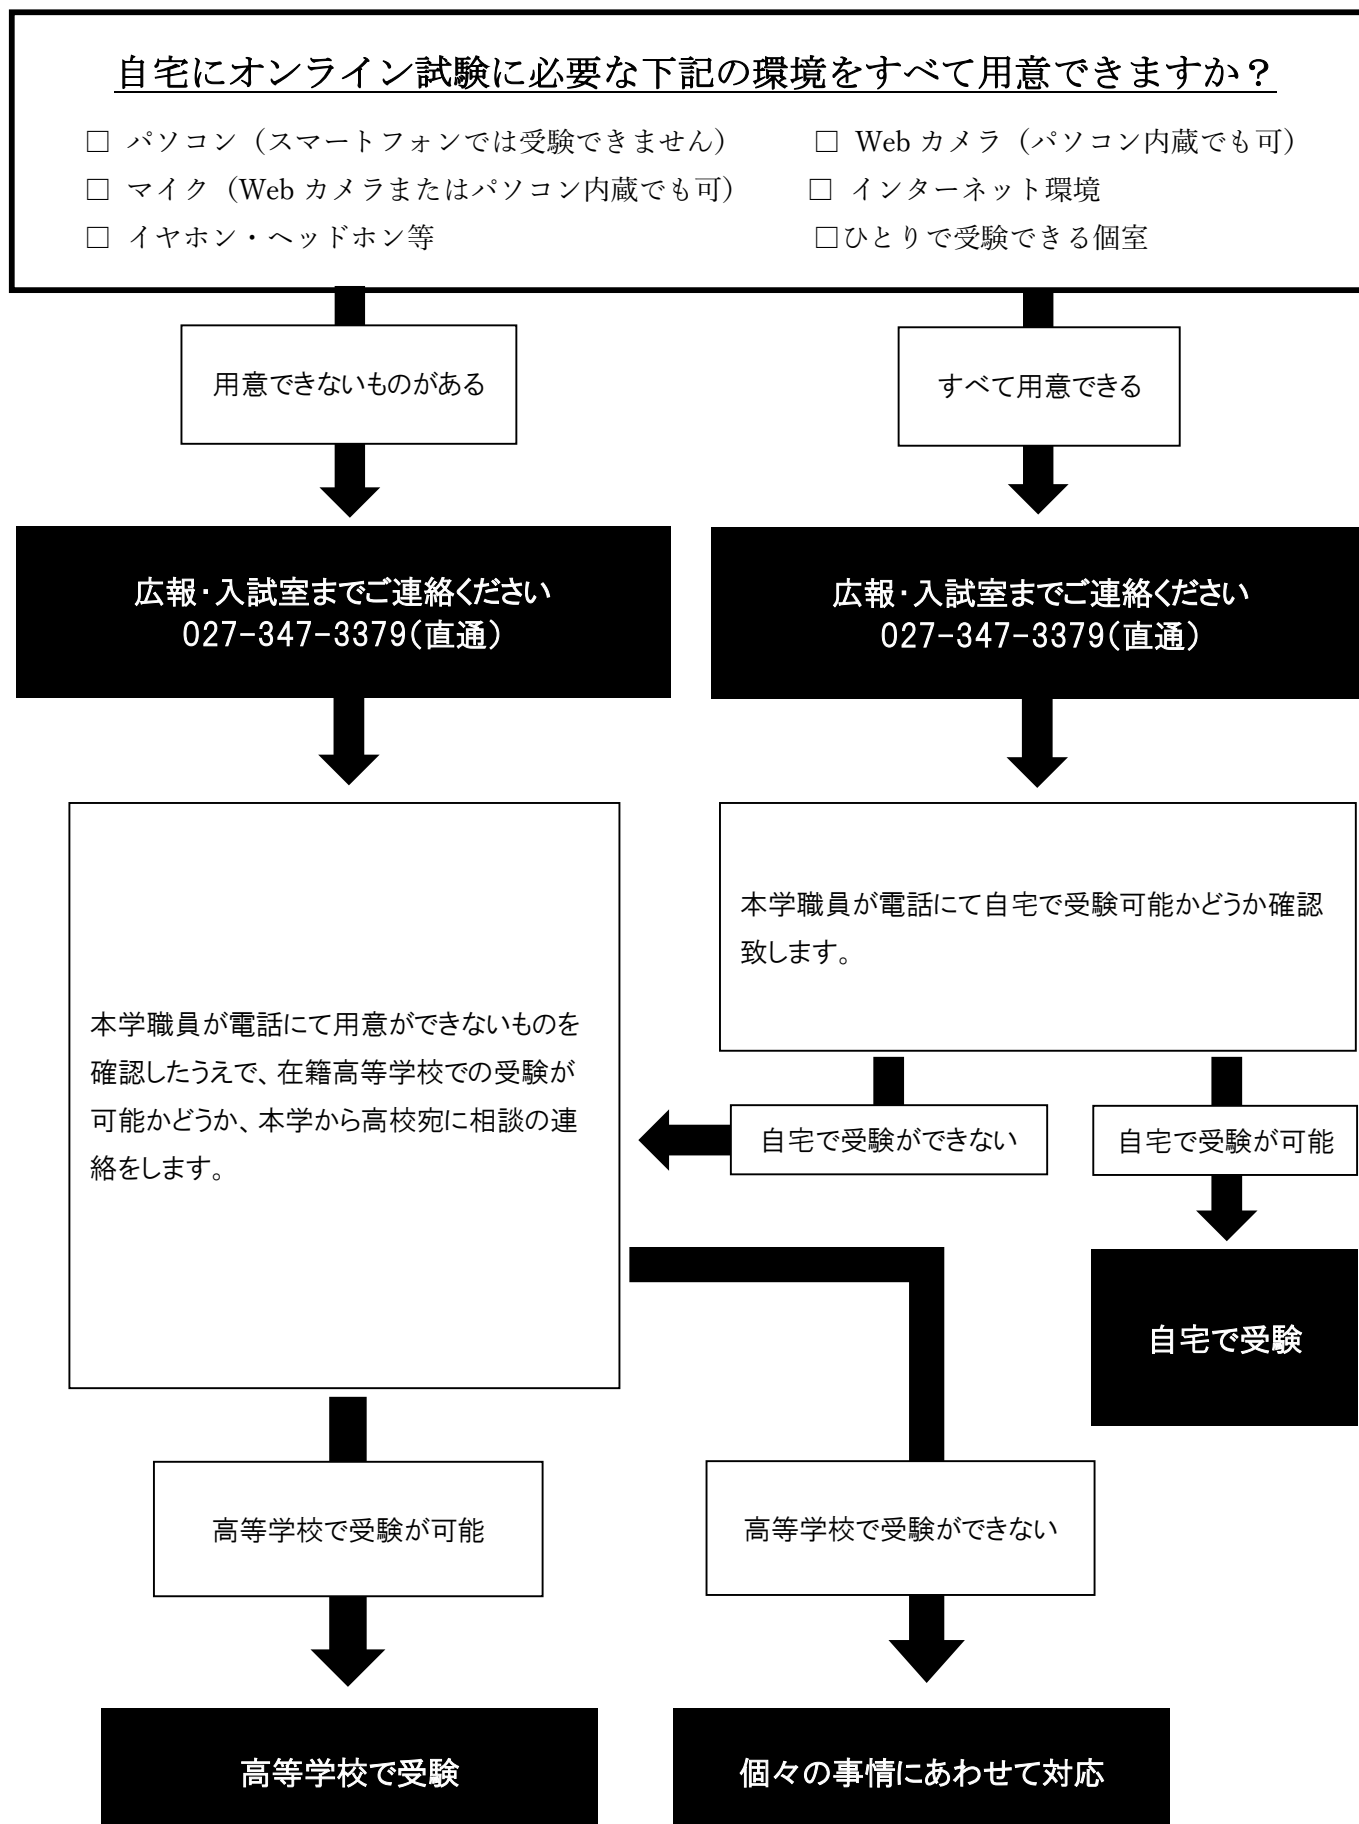 自宅にオンライン試験に必要な下記の環境をすべて用意できますか？
□ パソコン（スマートフォンでは受験できません）
□ Web カメラ（パソコン内蔵でも可）
□ マイク（Web カメラまたはパソコン内蔵でも可）
□ インターネット環境
□ イヤホン・ヘッドホン等
□ひとりで受験できる個室
用意できないものがある
すべて用意できる
広報・入試室までご連絡ください
027-347-3379（直通）
広報・入試室までご連絡ください
027-347-3379（直通）
本学職員が電話にて自宅で受験可能かどうか確認
致します。
本学職員が電話にて用意ができないものを
確認したうえで、在籍高等学校での受験が
可能かどうか、本学から高校宛に相談の連
絡をします。
自宅で受験ができない
自宅で受験が可能
自宅で受験
高等学校で受験が可能
高等学校で受験ができない
高等学校で受験
個々の事情にあわせて対応